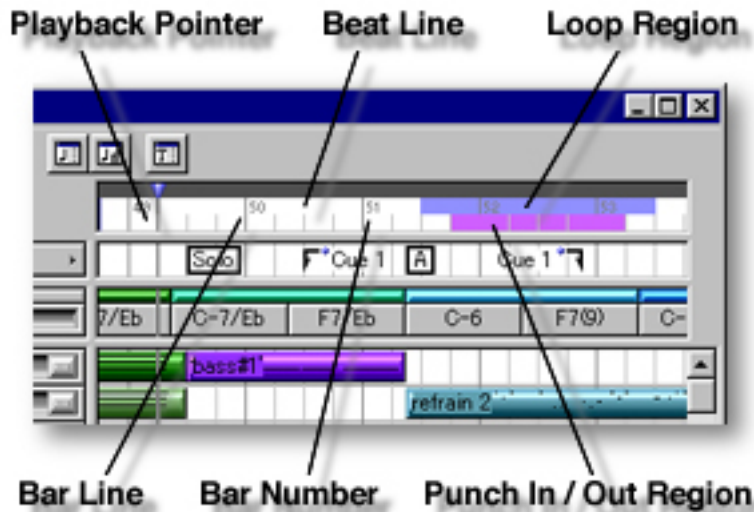 Playback Pointer Beat Line Loop Region
49 50 51 52 53
Solo Cue 1 A Cue 1
7/Eb C-7/Eb F7/Eb C-6 F7(9) C-
bass#1
refrain 2
Bar Line Bar Number Punch In / Out Region